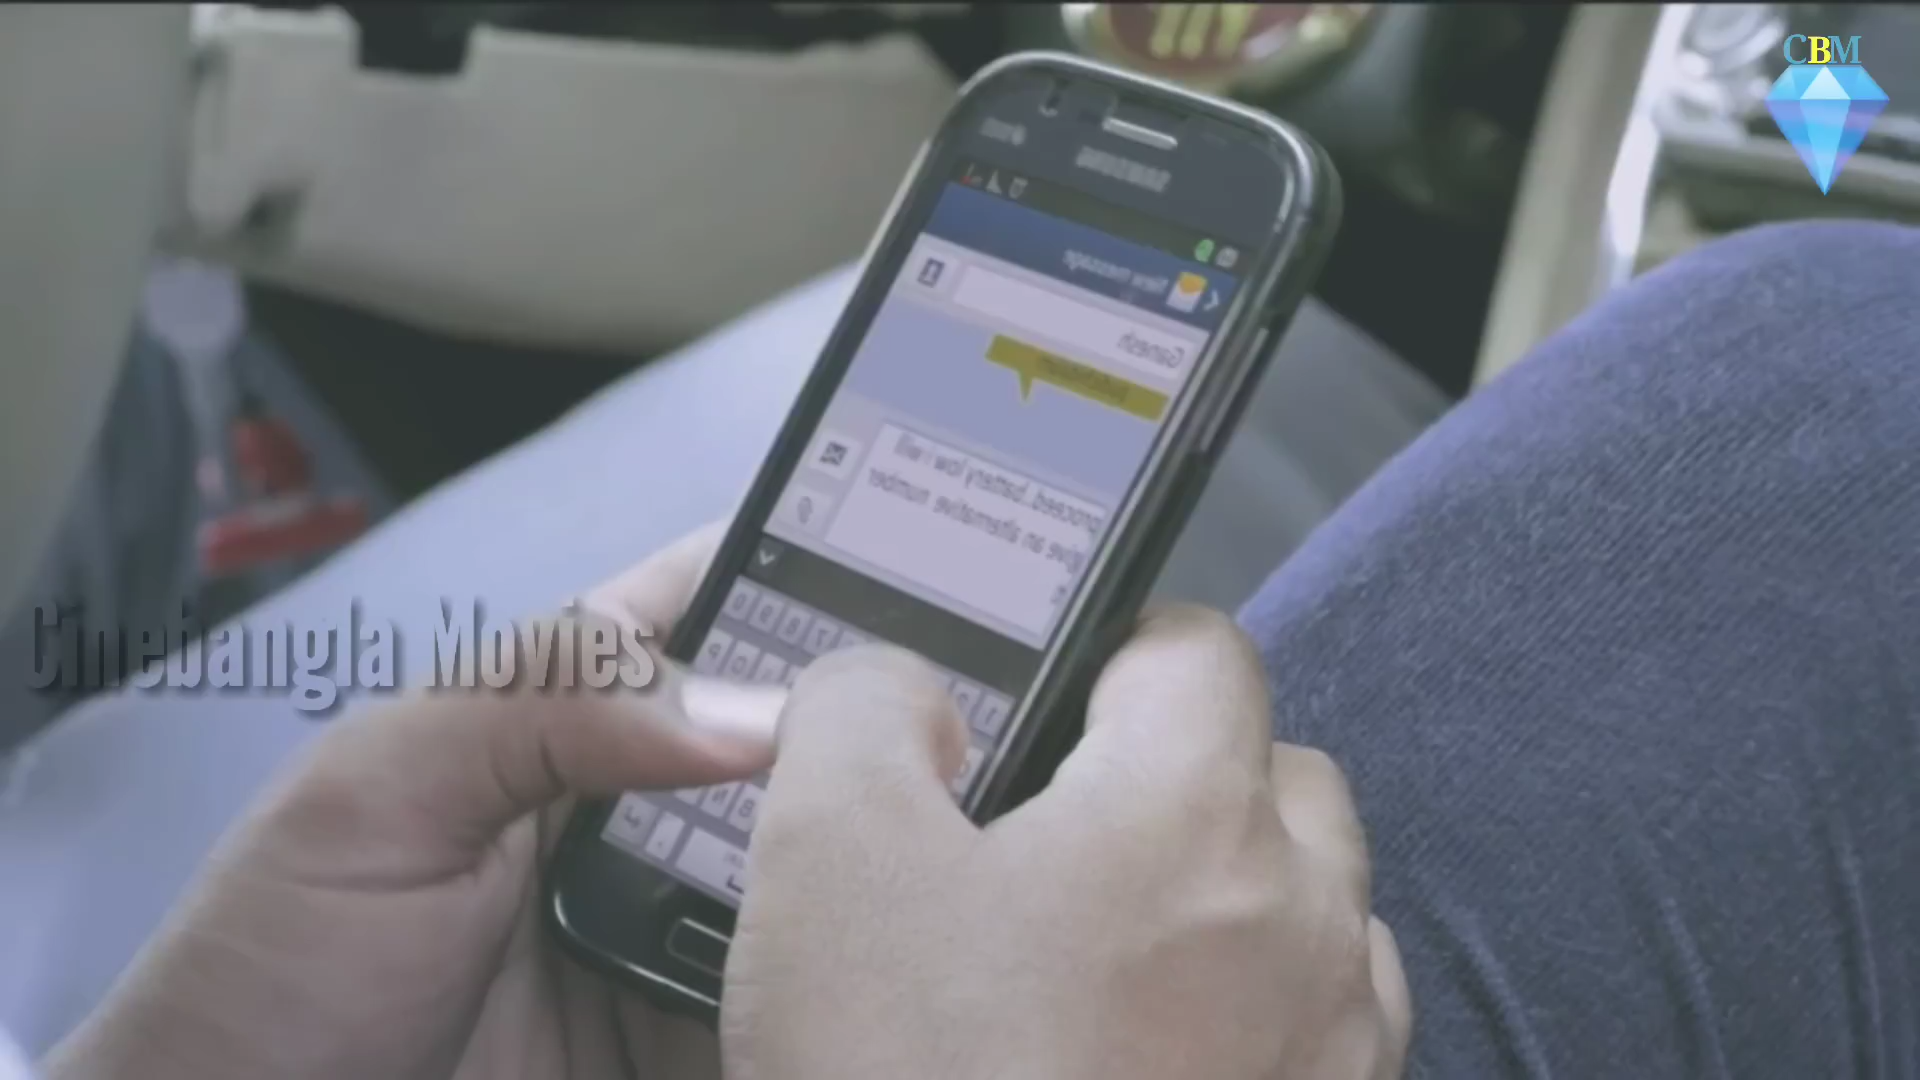 CBM
SAMSUNG
New message
Ganesh
proceed..battery low i will
give an alternative number
Cinebangla Movies